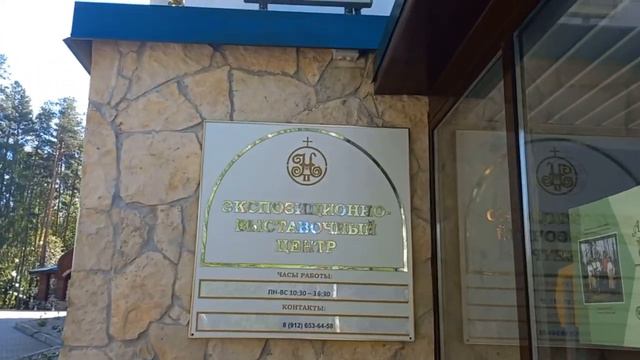 ЭКСПОЗИЦИОННО-
ВЫСТАВОЧНЫЙ
ЦЕНТР
ЧАСЫ РАБОТЫ:
ПН-ВС 10:30 – 16:30
КОНТАКТЫ:
8 (912) 653-64-58